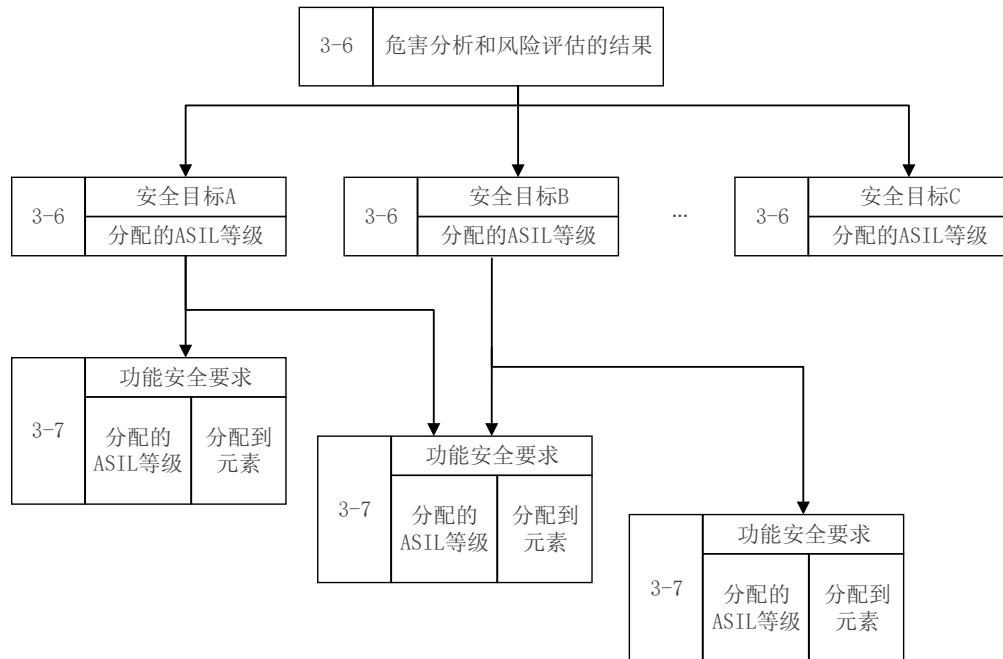 3-6
危害分析和风险评估的结果
3-6
安全目标A
分配的ASIL等级
3-6
安全目标B
分配的ASIL等级
...
3-6
安全目标C
分配的ASIL等级
3-7
功能安全要求
分配的
ASIL等级
分配到
元素
3-7
功能安全要求
分配的
ASIL等级
分配到
元素
3-7
功能安全要求
分配的
ASIL等级
分配到
元素